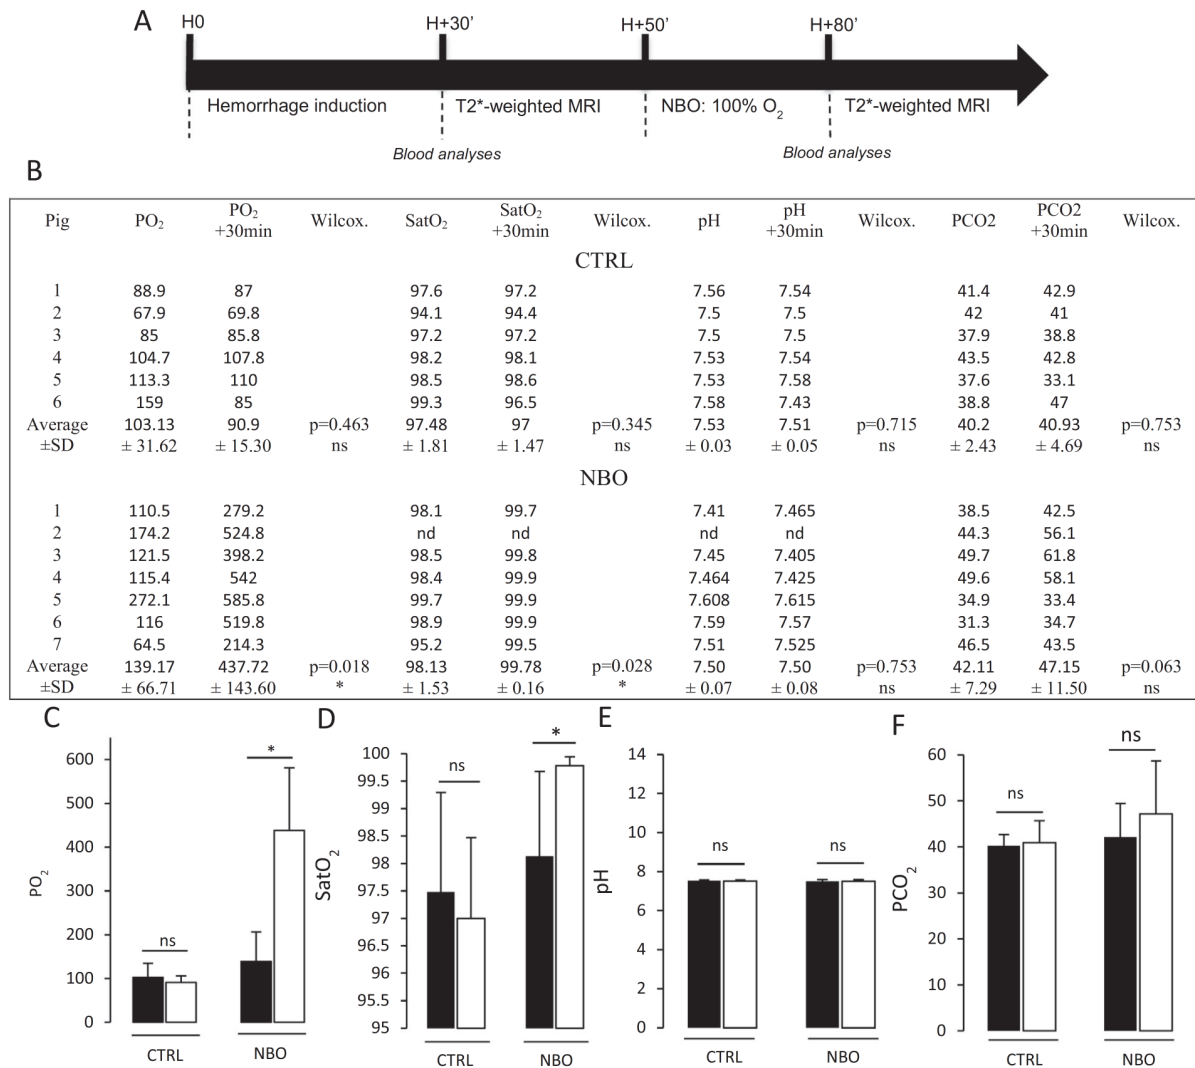 A
H0 H+30’ H+50’ H+80’
Hemorrhage induction T2*-weighted MRI NBO: 100% O2 T2*-weighted MRI
Blood analyses Blood analyses
B
Pig PO2 PO2 +30min Wilcox. SatO2 SatO2 +30min Wilcox. pH pH +30min Wilcox. PCO2 PCO2 +30min Wilcox.
CTRL
1 88.9 87 97.6 97.2 7.56 7.54 41.4 42.9
2 67.9 69.8 94.1 94.4 7.5 7.5 42 41
3 85 85.8 97.2 97.2 7.5 7.5 37.9 38.8
4 104.7 107.8 98.2 98.1 7.53 7.54 43.5 42.8
5 113.3 110 98.5 98.6 7.53 7.58 37.6 33.1
6 159 85 99.3 96.5 7.58 7.43 38.8 47
Average 103.13 90.9 p=0.463 97.48 97 p=0.345 7.53 7.51 p=0.715 40.2 40.93 p=0.753
±SD ± 31.62 ± 15.30 ns ± 1.81 ± 1.47 ns ± 0.03 ± 0.05 ns ± 2.43 ± 4.69 ns
NBO
1 110.5 279.2 98.1 99.7 7.41 7.465 38.5 42.5
2 174.2 524.8 nd nd nd nd 44.3 56.1
3 121.5 398.2 98.5 99.8 7.45 7.405 49.7 61.8
4 115.4 542 98.4 99.9 7.464 7.425 49.6 58.1
5 272.1 585.8 99.7 99.9 7.608 7.615 34.9 33.4
6 116 519.8 98.9 99.9 7.59 7.57 31.3 34.7
7 64.5 214.3 95.2 99.5 7.51 7.525 46.5 43.5
Average 139.17 437.72 p=0.018 98.13 99.78 p=0.028 7.50 7.50 p=0.753 42.11 47.15 p=0.063
±SD ± 66.71 ± 143.60 * ± 1.53 ± 0.16 * ± 0.07 ± 0.08 ns ± 7.29 ± 11.50 ns
C
PO2
600
500
400
300
200
100
0
ns
*
CTRL NBO
D
SatO2
100
99.5
99
98.5
98
97.5
97
96.5
96
95.5
95
ns
*
CTRL NBO
E
pH
14
12
10
8
6
4
2
0
ns
ns
CTRL NBO
F
PCO2
60
50
40
30
20
10
0
ns
ns
CTRL NBO